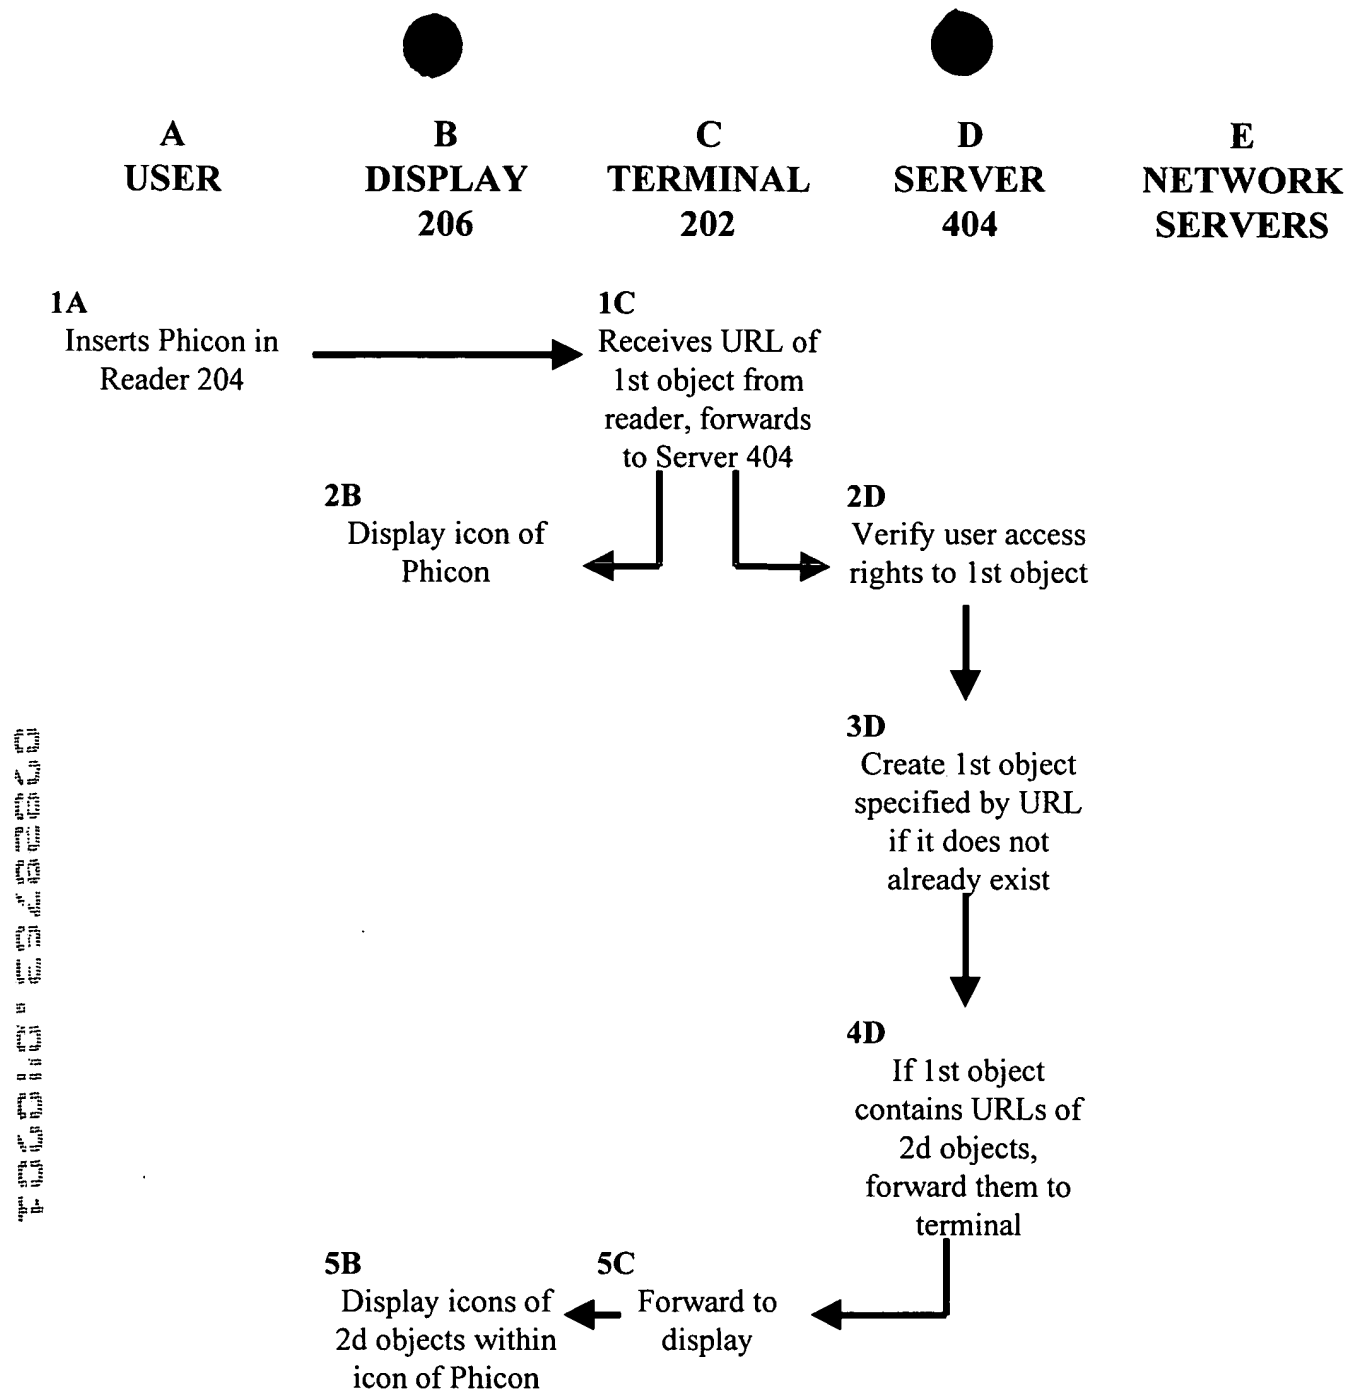 A
USER
B
DISPLAY
206
C
TERMINAL
202
D
SERVER
404
E
NETWORK
SERVERS
1A
Inserts Phicon in
Reader 204
1C
Receives URL of
1st object from
reader, forwards
to Server 404
2B
Display icon of
Phicon
2D
Verify user access
rights to 1st object
3D
Create 1st object
specified by URL
if it does not
already exist
4D
If 1st object
contains URLs of
2d objects,
forward them to
terminal
5C
Forward to
display
5B
Display icons of
2d objects within
icon of Phicon